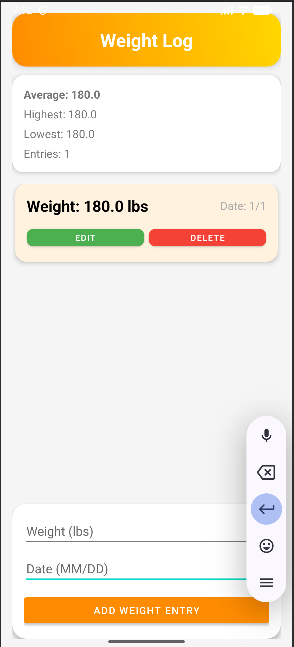 Weight Log
Average: 180.0
Highest: 180.0
Lowest: 180.0
Entries: 1
Weight: 180.0 lbs
Date: 1/1
EDIT
DELETE
Weight (lbs)
Date (MM/DD)
ADD WEIGHT ENTRY